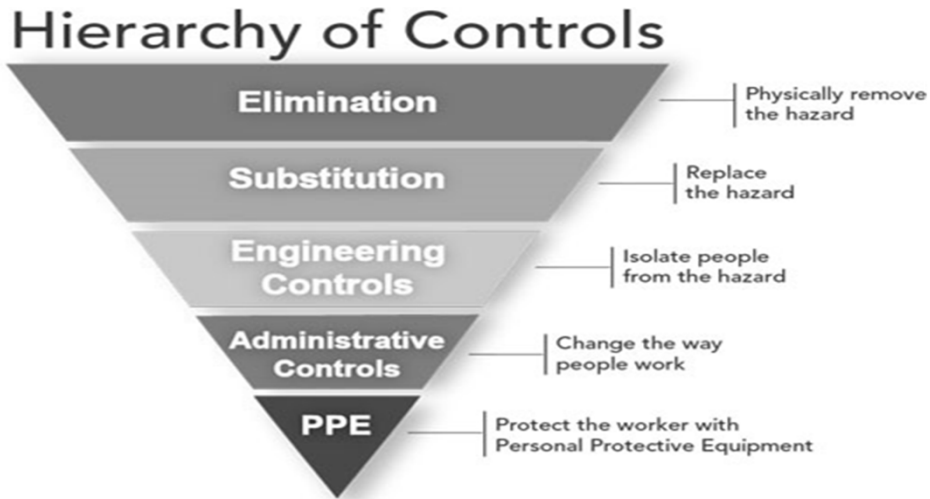 Hierarchy of Controls
Elimination
Physically remove
the hazard
Substitution
Replace
the hazard
Engineering
Controls
Isolate people
from the hazard
Administrative
Controls
Change the way
people work
PPE
Protect the worker with
Personal Protective Equipment